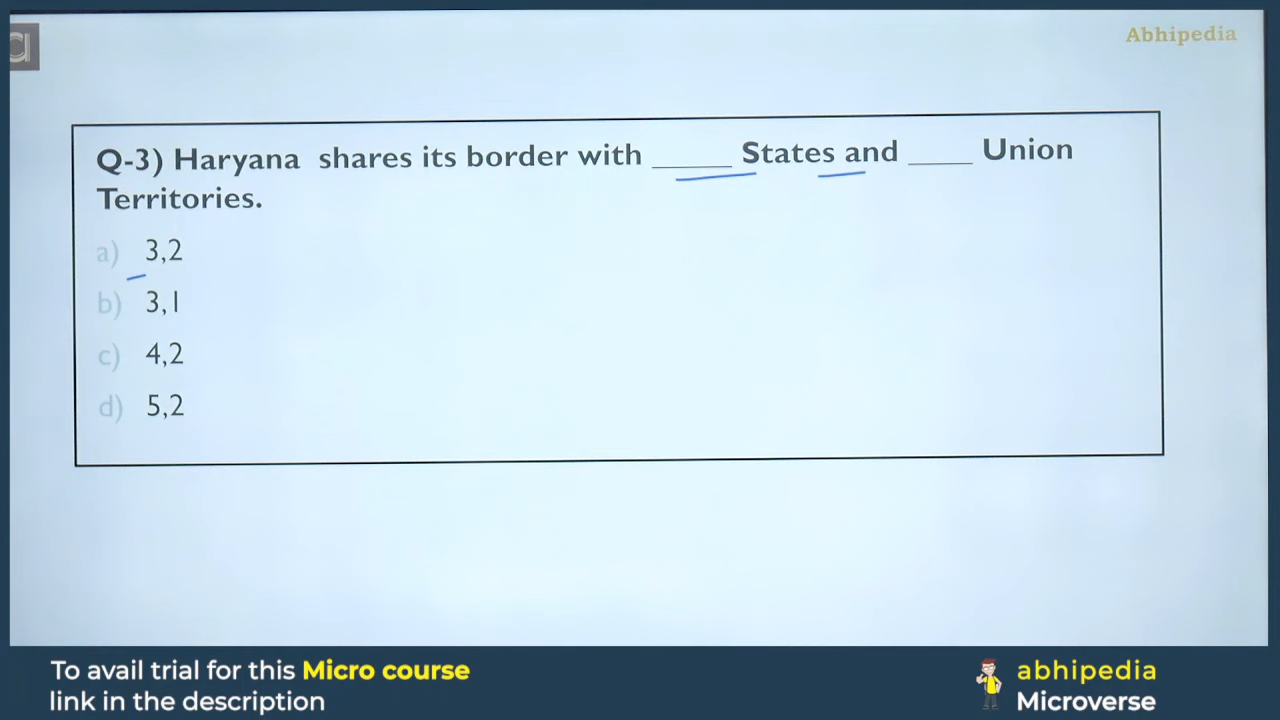 a
Abhipedia
Q-3) Haryana shares its border with _____ States and ____ Union
Territories.
a) 3,2
b) 3,1
c) 4,2
d) 5,2
To avail trial for this Micro course
link in the description
abhipedia
Microverse